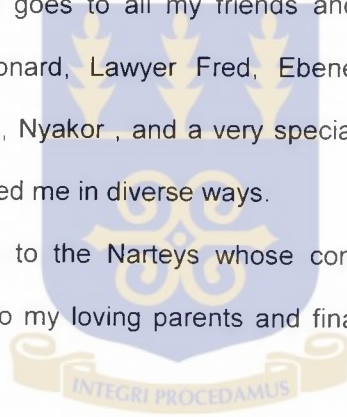 goes to all my friends and
onard, Lawyer Fred, Ebene
, Nyakor , and a very specia
ed me in diverse ways.
to the Narteys whose con
o my loving parents and fina
INTEGRI PROCEDAMUS